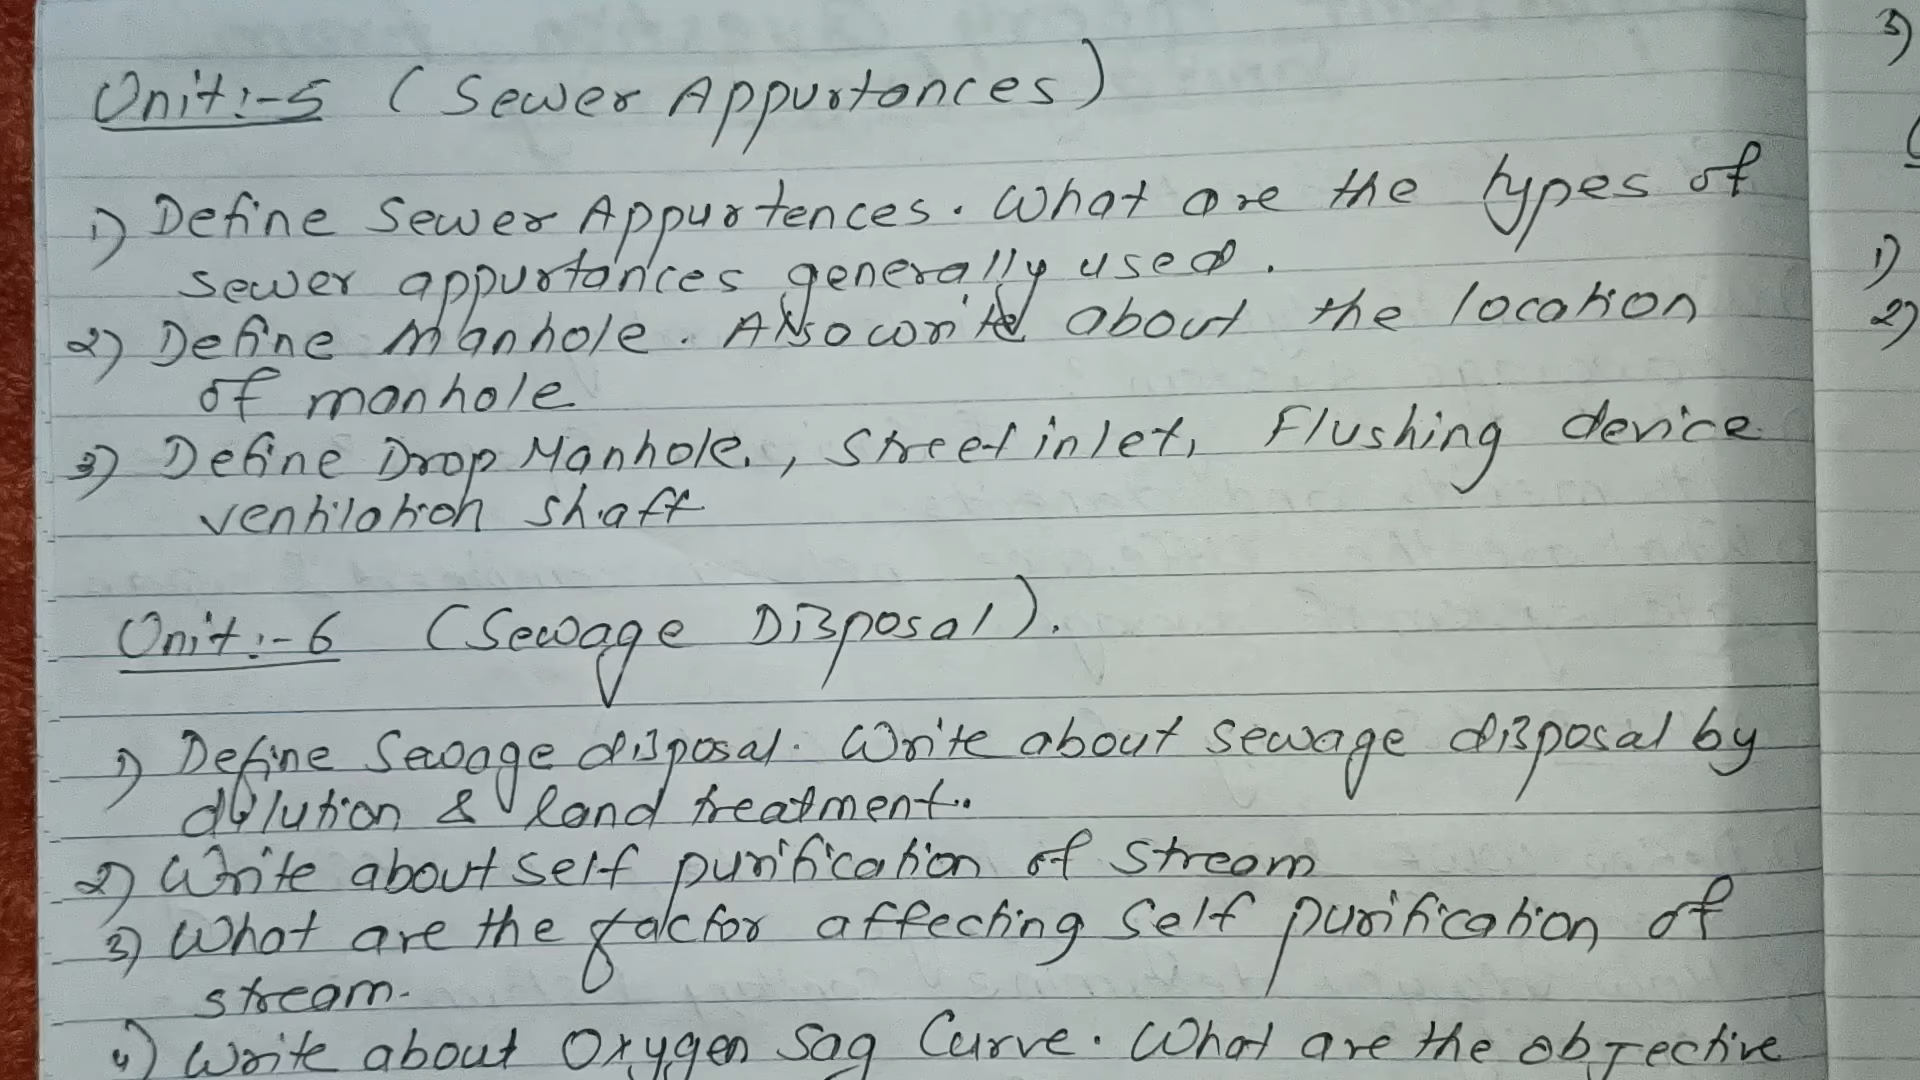 Unit:-5 (Sewer Appurtances)
1) Define Sewer Appurtences. What are the types of
sewer appurtances generally used.
2) Define Manhole. Also write about the location
of manhole
3) Define Drop Manhole, Street inlet, Flushing device
ventilation shaft
Unit:-6 (Sewage Disposal).
1) Define Sewage disposal. Write about sewage disposal by
dilution & land treatment.
2) Write about self purification of stream
3) What are the factor affecting self purification of
stream.
4) Write about Oxygen Sag Curve. What are the objective
3)
1)
2)